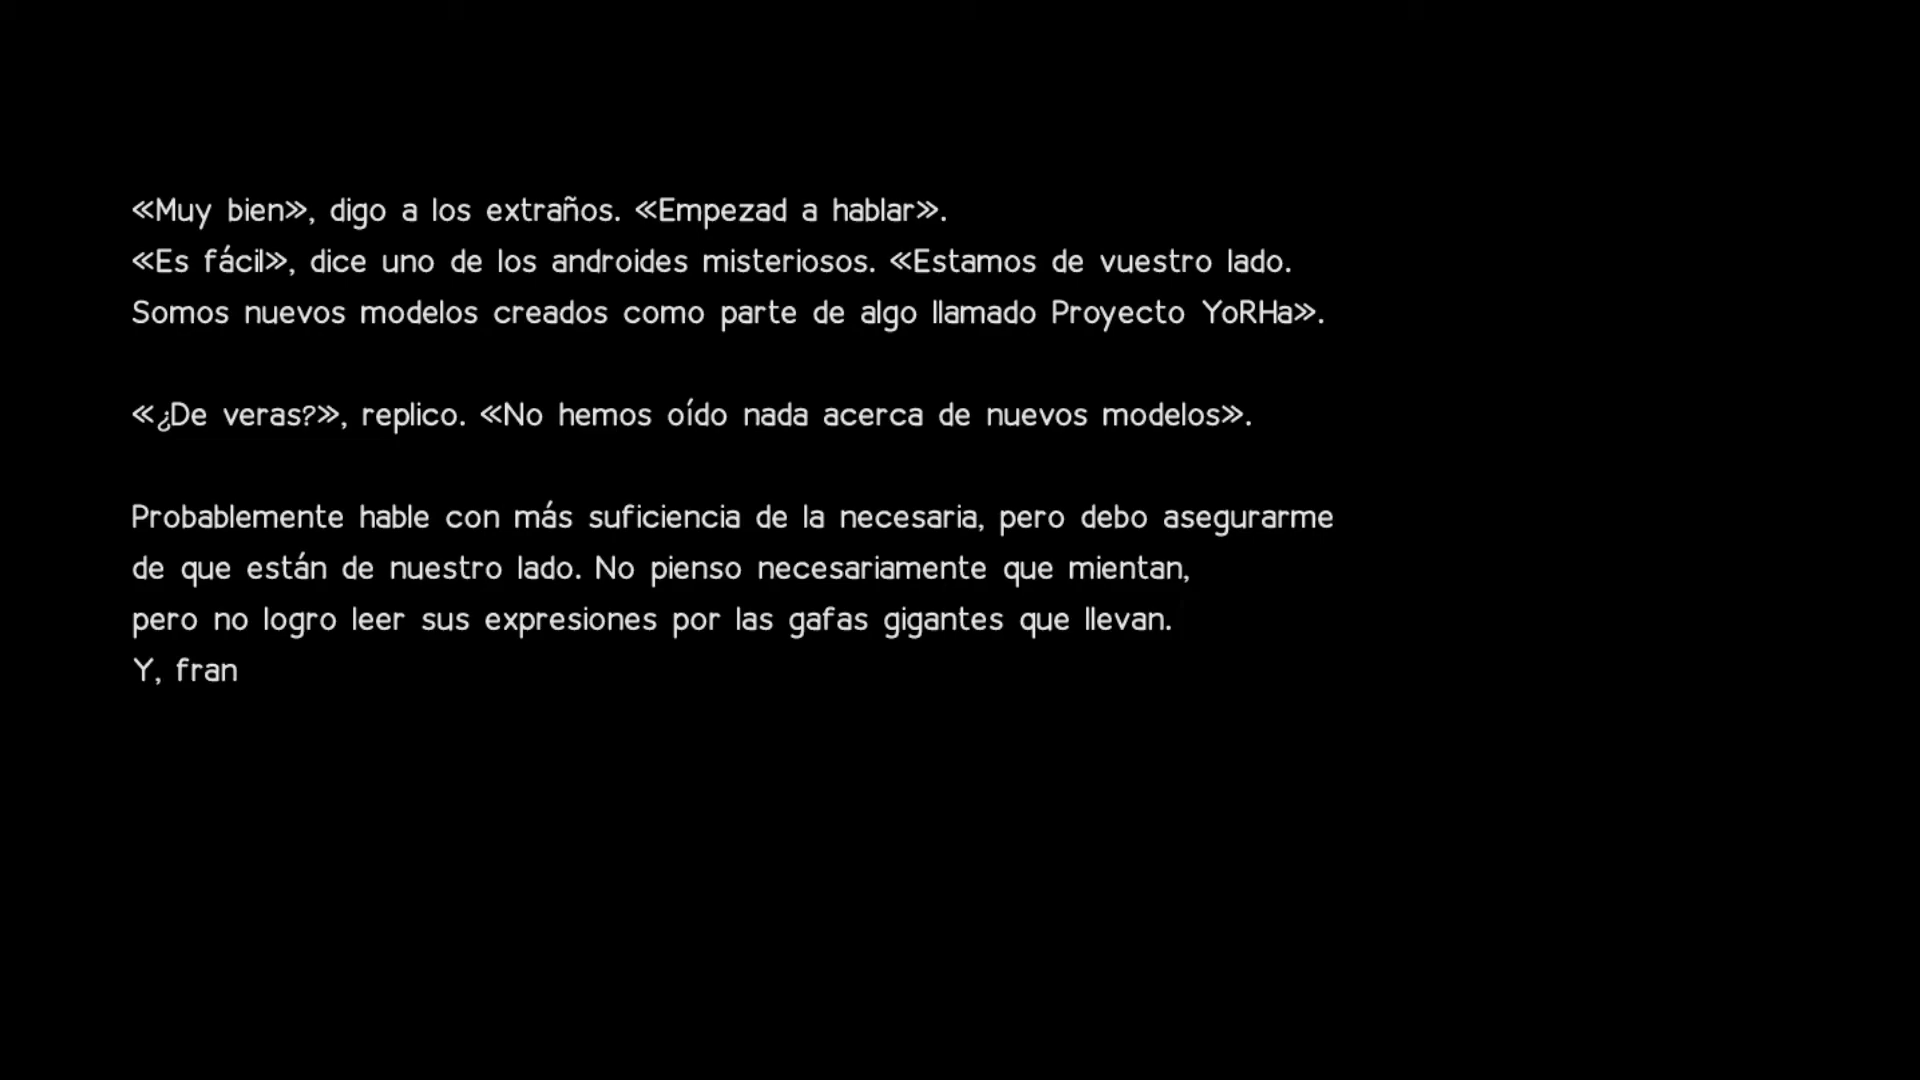 «Muy bien», digo a los extraños. «Empezad a hablar».
«Es fácil», dice uno de los androides misteriosos. «Estamos de vuestro lado.
Somos nuevos modelos creados como parte de algo llamado Proyecto YoRHa».
«¿De veras?», replico. «No hemos oído nada acerca de nuevos modelos».
Probablemente hable con más suficiencia de la necesaria, pero debo asegurarme
de que están de nuestro lado. No pienso necesariamente que mientan,
pero no logro leer sus expresiones por las gafas gigantes que llevan.
Y, fran